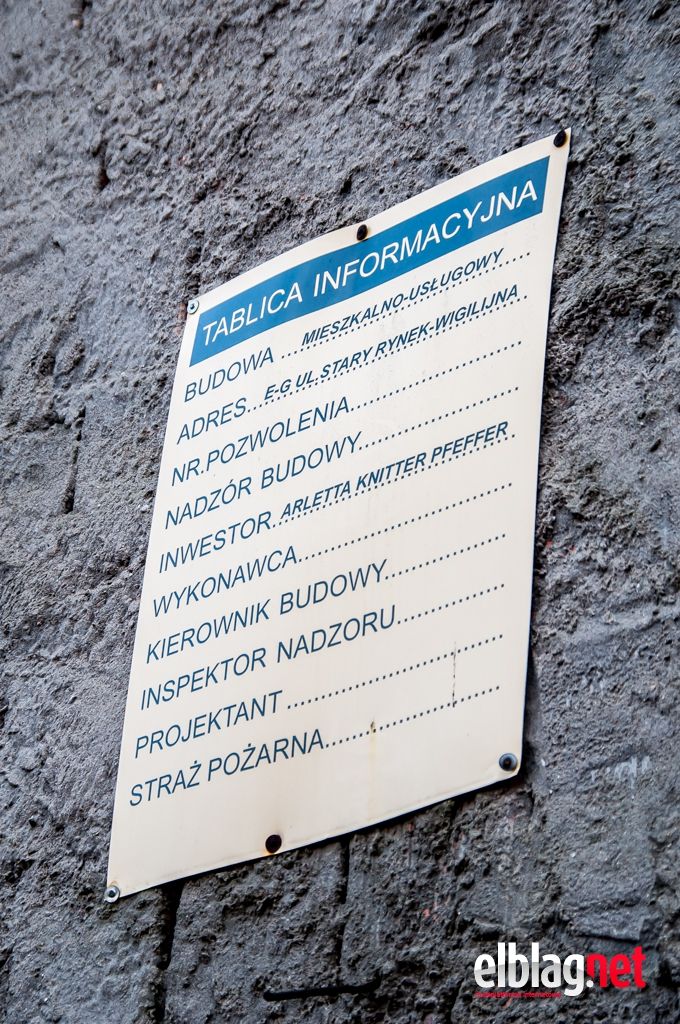 TABLICA INFORMACYJNA
BUDOWA ...MIESZKALNO-USŁUGOWY....
ADRES...E-G UL.STARY RYNEK-WIGILIJNA..
NR.POZWOLENIA..........................
NADZÓR BUDOWY........................
INWESTOR.ARLETTA KNITTER PFEFFER.
WYKONAWCA................................
KIEROWNIK BUDOWY..................
INSPEKTOR NADZORU................
PROJEKTANT ................................
STRAŻ POŻARNA..........................
elblag.net